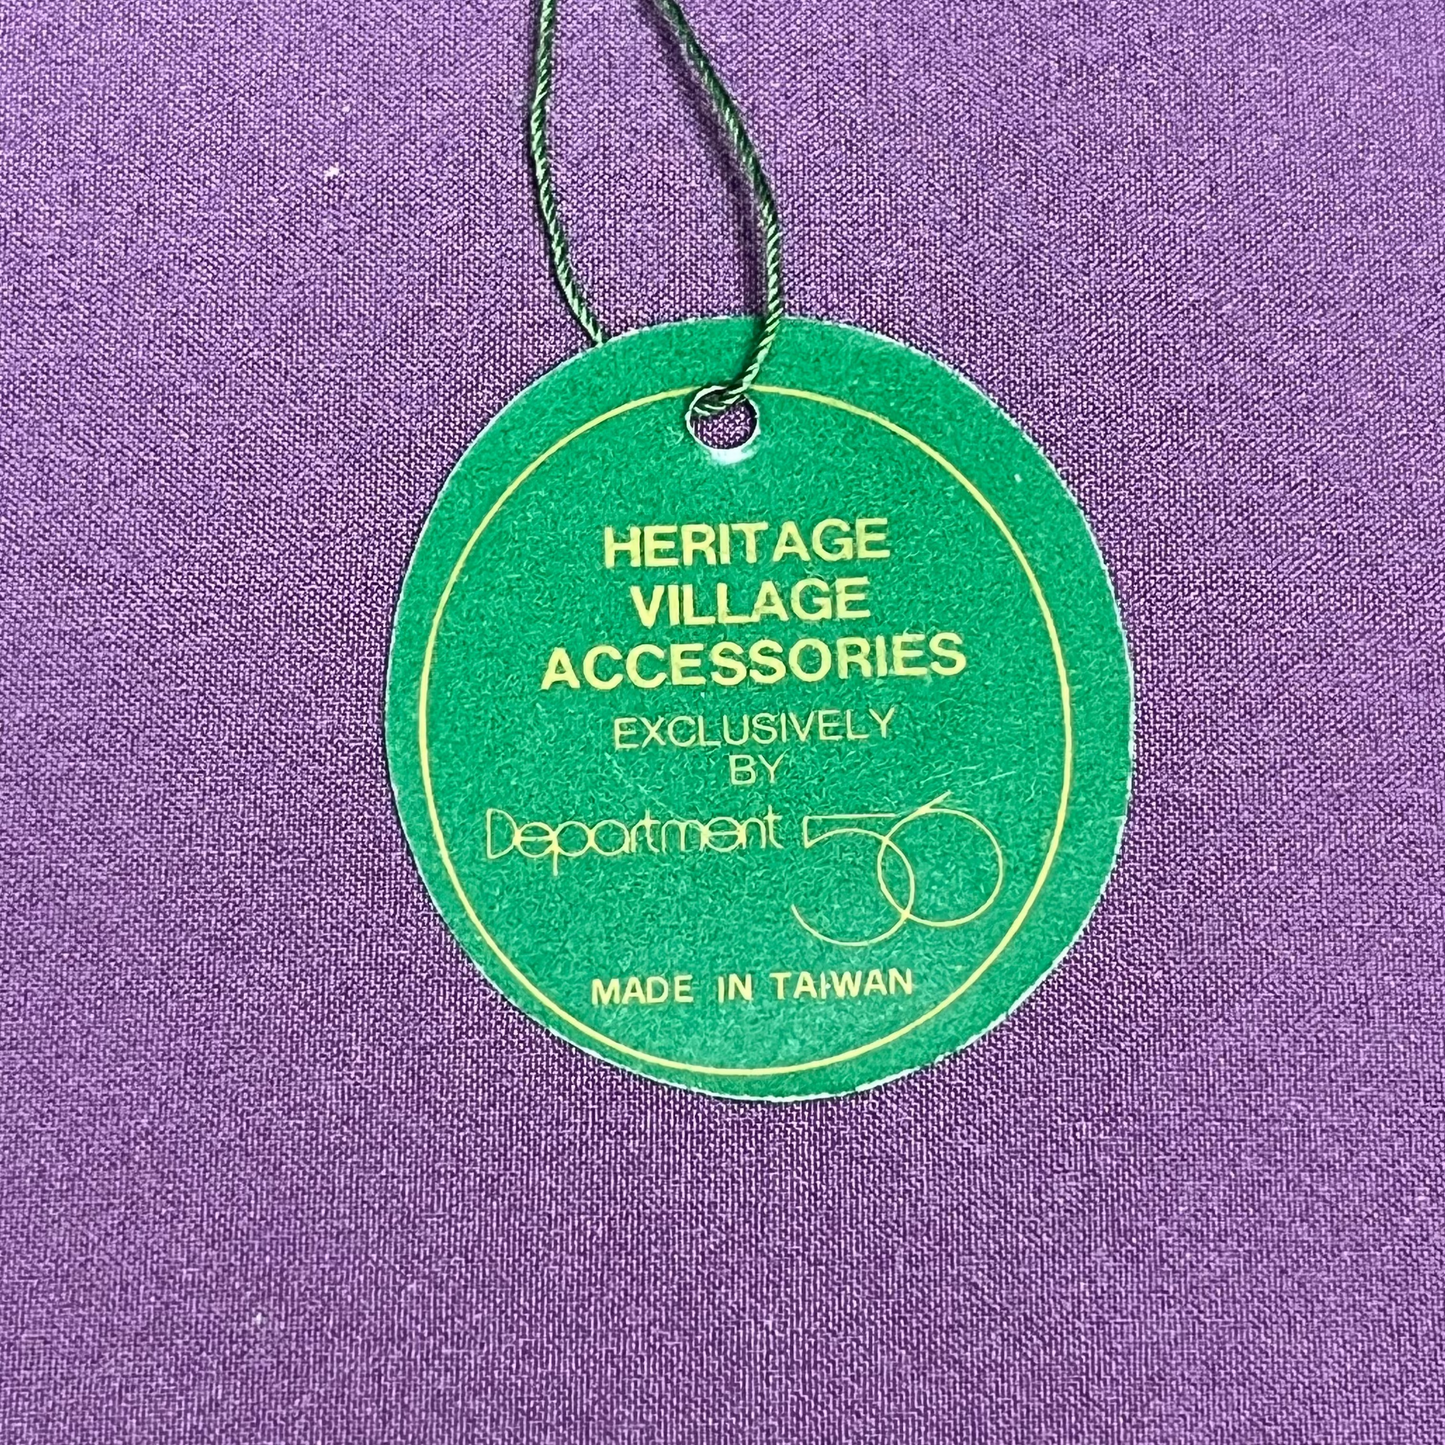 HERITAGE
VILLAGE
ACCESSORIES
EXCLUSIVELY
BY
Department 56
MADE IN TAIWAN